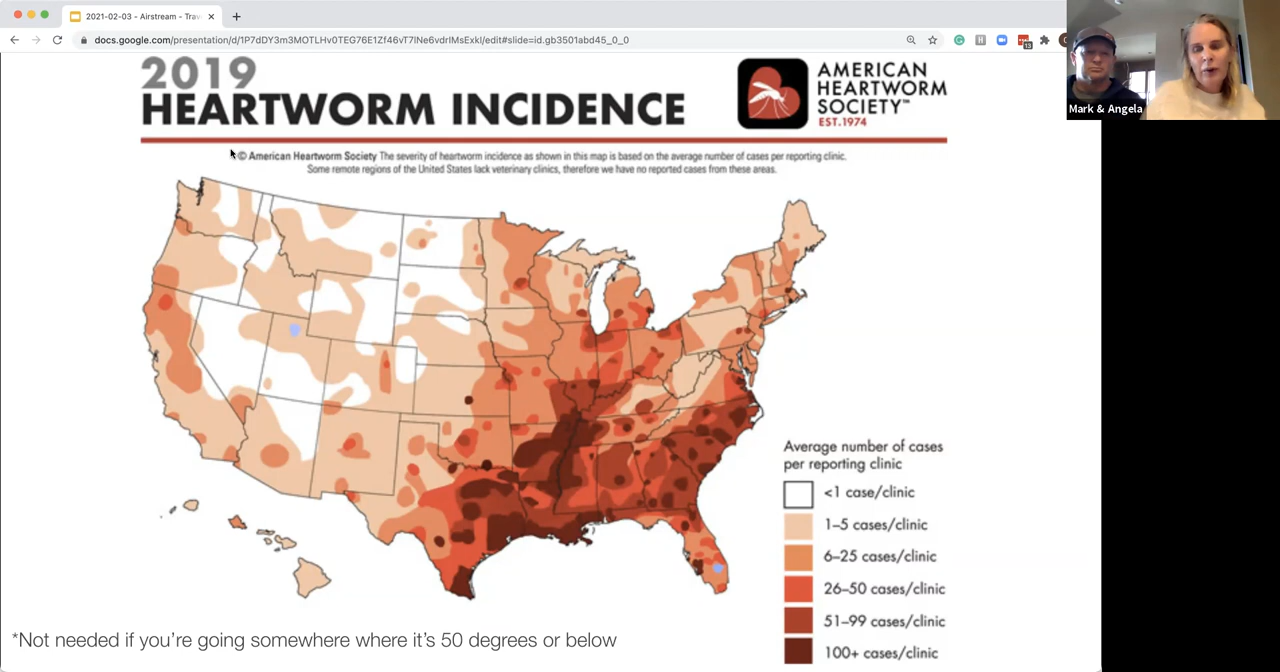 2021-02-03 - Airstream - Trav
docs.google.com/presentation/d/1P7dDY3m3MOTLHv0TEG76E1Zf46vT7lNe6vdrlMsExkI/edit#slide=id.gb3501abd45_0_0
13
Mark & Angela
2019
HEARTWORM INCIDENCE
AMERICAN
HEARTWORM
SOCIETY™
EST.1974
© American Heartworm Society The severity of heartworm incidence as shown in this map is based on the average number of cases per reporting clinic.
Some remote regions of the United States lack veterinary clinics, therefore we have no reported cases from these areas.
Average number of cases
per reporting clinic
<1 case/clinic
1–5 cases/clinic
6–25 cases/clinic
26–50 cases/clinic
51–99 cases/clinic
100+ cases/clinic
*Not needed if you're going somewhere where it's 50 degrees or below